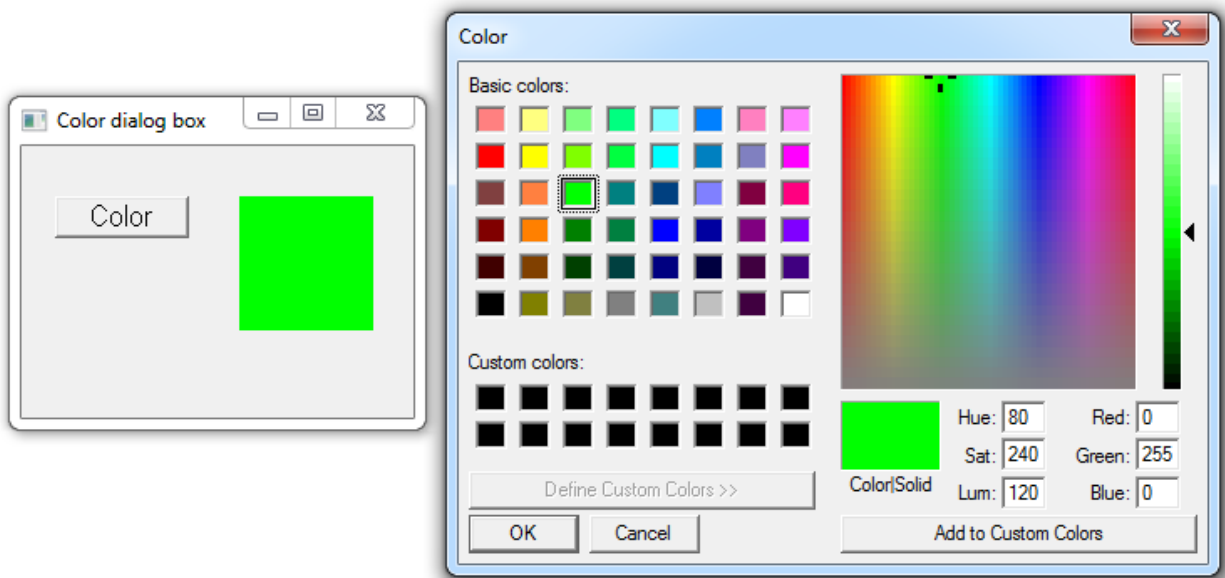 Color dialog box
Color
Color
Basic colors:
Custom colors:
Define Custom Colors >>
OK Cancel
Color|Solid
Hue: 80 Red: 0
Sat: 240 Green: 255
Lum: 120 Blue: 0
Add to Custom Colors